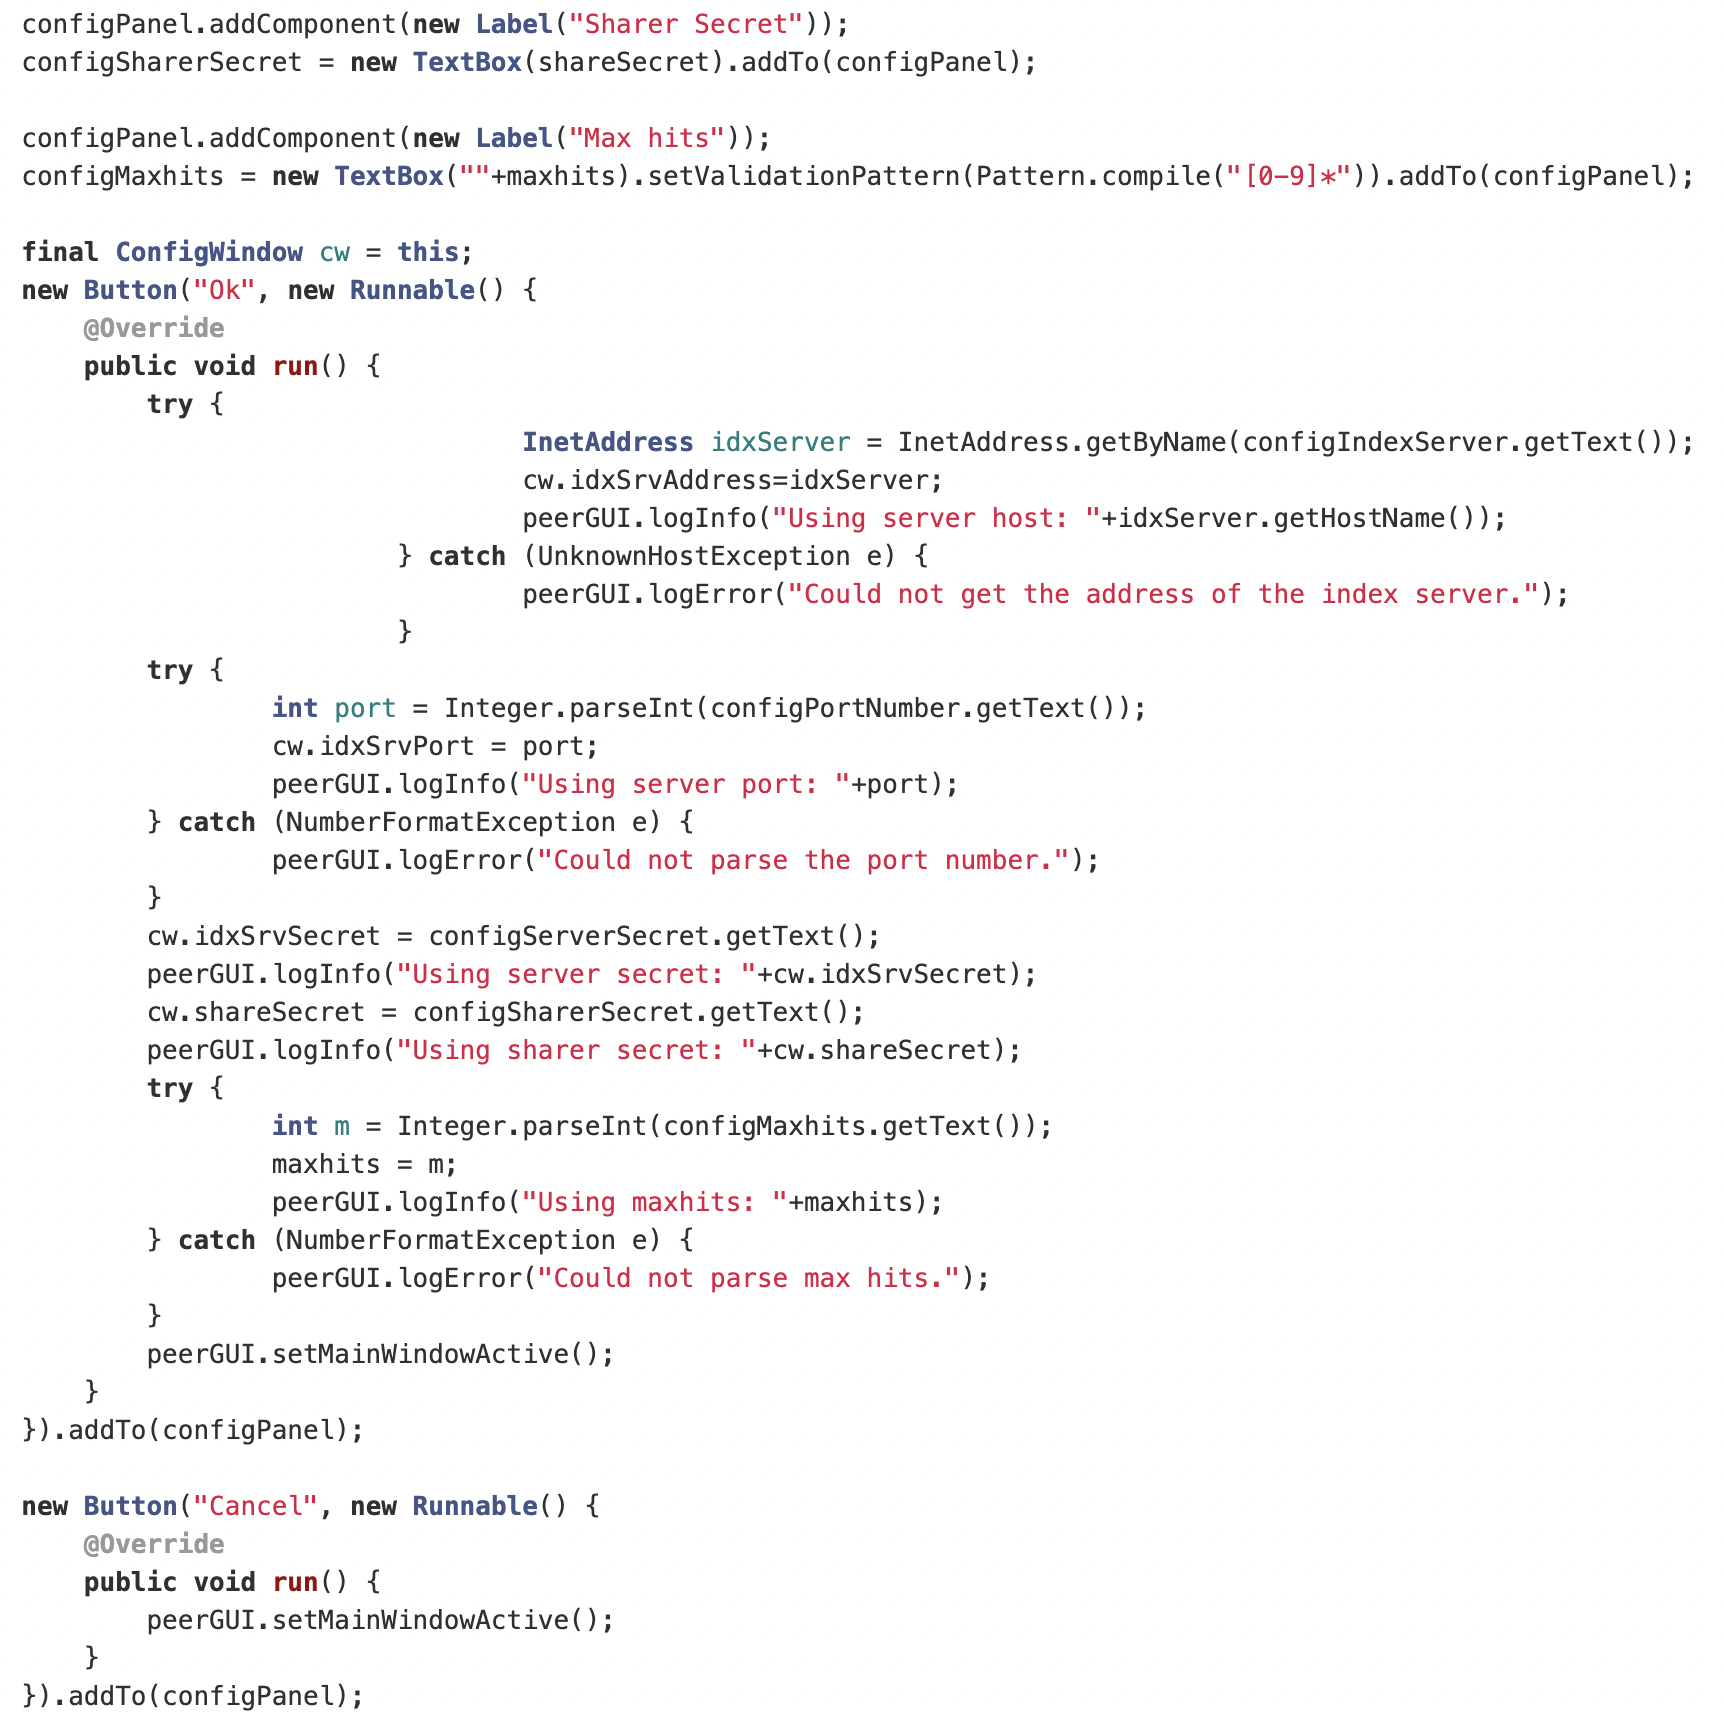 configPanel.addComponent(new Label("Sharer Secret"));
configSharerSecret = new TextBox(shareSecret).addTo(configPanel);

configPanel.addComponent(new Label("Max hits"));
configMaxhits = new TextBox(""+maxhits).setValidationPattern(Pattern.compile("[0-9]*")).addTo(configPanel);

final ConfigWindow cw = this;
new Button("Ok", new Runnable() {
    @Override
    public void run() {
        try {
                                InetAddress idxServer = InetAddress.getByName(configIndexServer.getText());
                                cw.idxSrvAddress=idxServer;
                                peerGUI.logInfo("Using server host: "+idxServer.getHostName());
                        } catch (UnknownHostException e) {
                                peerGUI.logError("Could not get the address of the index server.");
                        }
        try {
                int port = Integer.parseInt(configPortNumber.getText());
                cw.idxSrvPort = port;
                peerGUI.logInfo("Using server port: "+port);
        } catch (NumberFormatException e) {
                peerGUI.logError("Could not parse the port number.");
        }
        cw.idxSrvSecret = configServerSecret.getText();
        peerGUI.logInfo("Using server secret: "+cw.idxSrvSecret);
        cw.shareSecret = configSharerSecret.getText();
        peerGUI.logInfo("Using sharer secret: "+cw.shareSecret);
        try {
                int m = Integer.parseInt(configMaxhits.getText());
                maxhits = m;
                peerGUI.logInfo("Using maxhits: "+maxhits);
        } catch (NumberFormatException e) {
                peerGUI.logError("Could not parse max hits.");
        }
        peerGUI.setMainWindowActive();
    }
}).addTo(configPanel);

new Button("Cancel", new Runnable() {
    @Override
    public void run() {
        peerGUI.setMainWindowActive();
    }
}).addTo(configPanel);